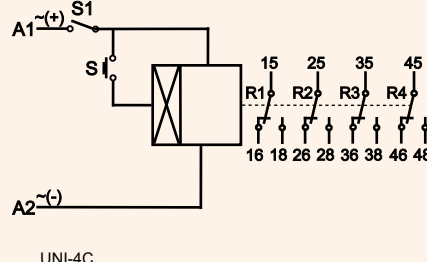 S1
A1 ~(+)
S
15 25 35 45
R1 R2 R3 R4
16 18 26 28 36 38 46 48
A2 ~(-)
UNI-4C